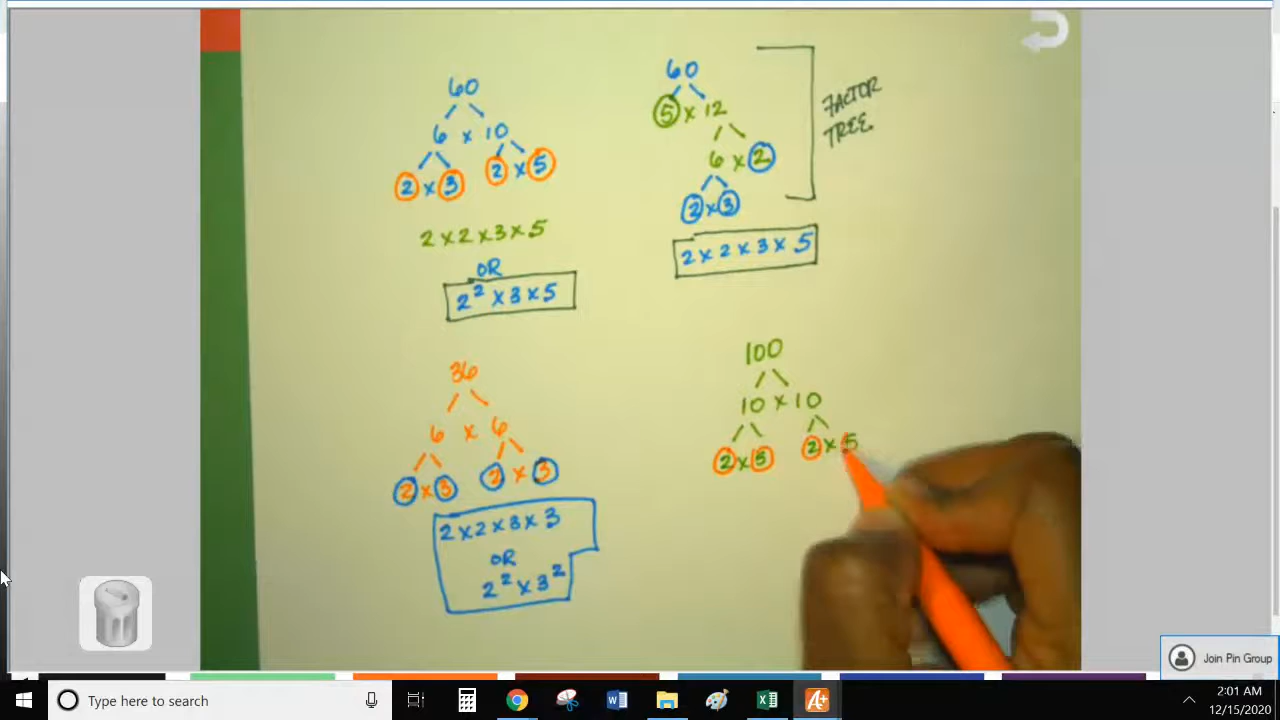 60
6 x 10
2 x 3 2 x 5
2 x 2 x 3 x 5
OR
2² x 3 x 5
60
5 x 12
6 x 2
2 x 3
2 x 2 x 3 x 5
FACTOR
TREE
36
6 x 6
2 x 3 2 x 3
2 x 2 x 3 x 3
OR
2² x 3²
100
10 x 10
2 x 5 2 x 5
Join Pin Group
Type here to search
2:01 AM
12/15/2020